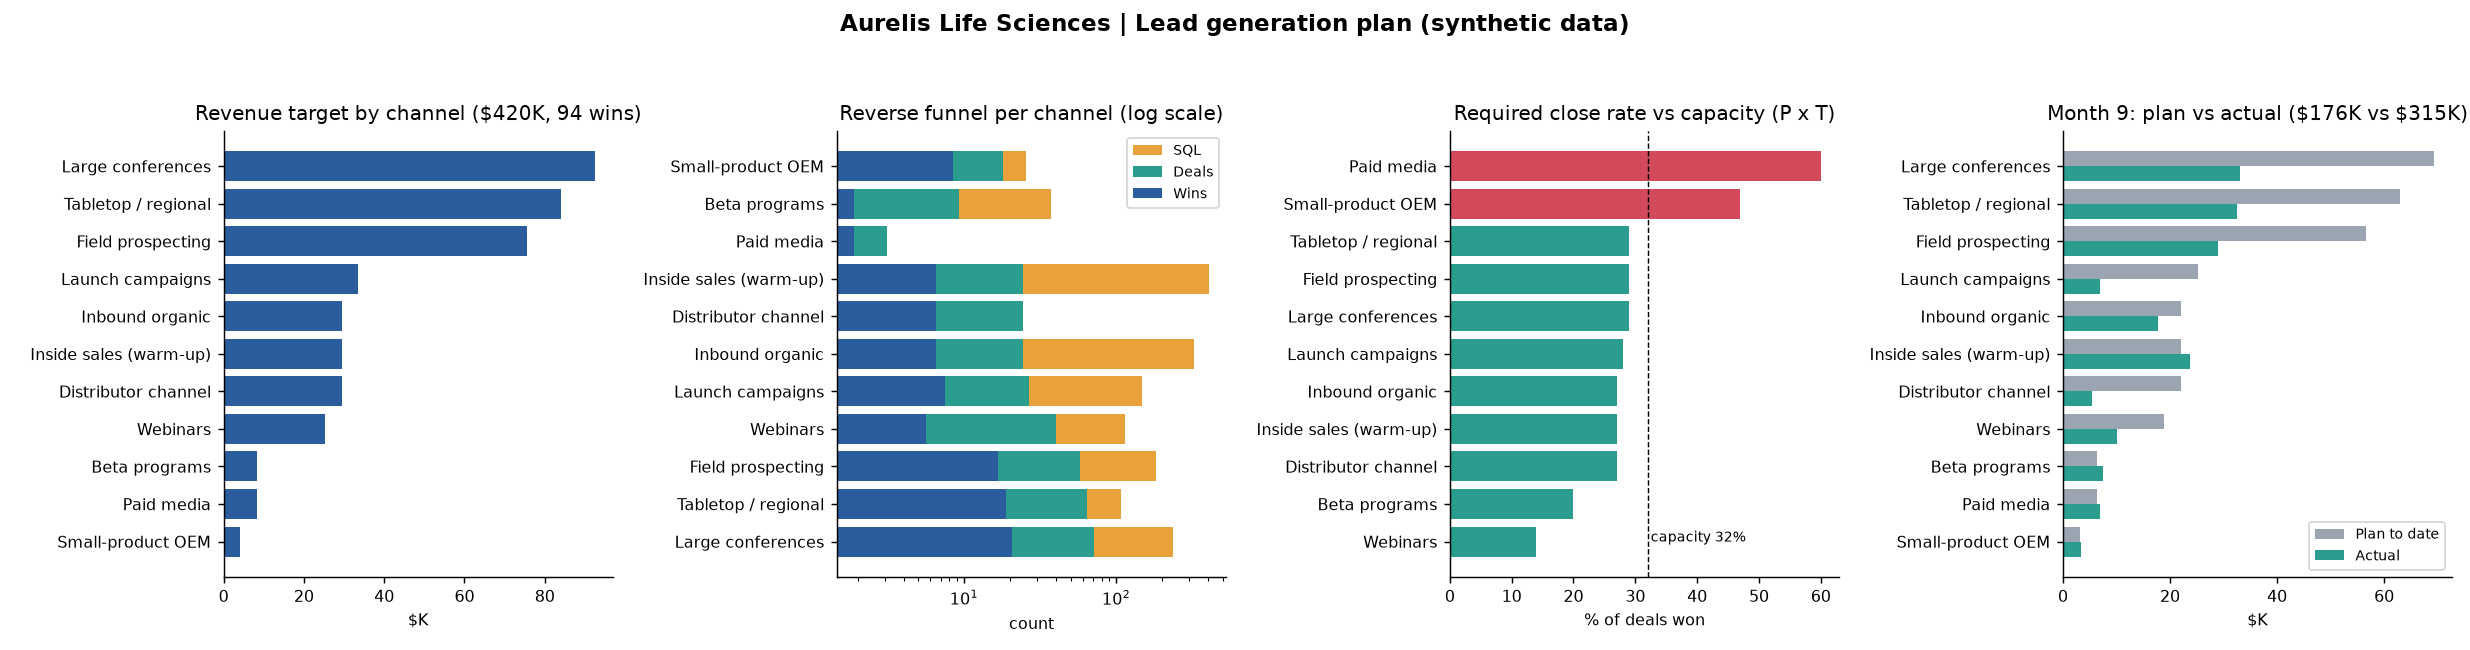 Aurelis Life Sciences | Lead generation plan (synthetic data)
Revenue target by channel ($420K, 94 wins)
Large conferences
Tabletop / regional
Field prospecting
Launch campaigns
Inbound organic
Inside sales (warm-up)
Distributor channel
Webinars
Beta programs
Paid media
Small-product OEM
0 20 40 60 80
$K
Reverse funnel per channel (log scale)
SQL
Deals
Wins
Small-product OEM
Beta programs
Paid media
Inside sales (warm-up)
Distributor channel
Inbound organic
Launch campaigns
Webinars
Field prospecting
Tabletop / regional
Large conferences
10¹ 10²
count
Required close rate vs capacity (P x T)
Paid media
Small-product OEM
Tabletop / regional
Field prospecting
Large conferences
Launch campaigns
Inbound organic
Inside sales (warm-up)
Distributor channel
Beta programs
Webinars
capacity 32%
0 10 20 30 40 50 60
% of deals won
Month 9: plan vs actual ($176K vs $315K)
Large conferences
Tabletop / regional
Field prospecting
Launch campaigns
Inbound organic
Inside sales (warm-up)
Distributor channel
Webinars
Beta programs
Paid media
Small-product OEM
Plan to date
Actual
0 20 40 60
$K